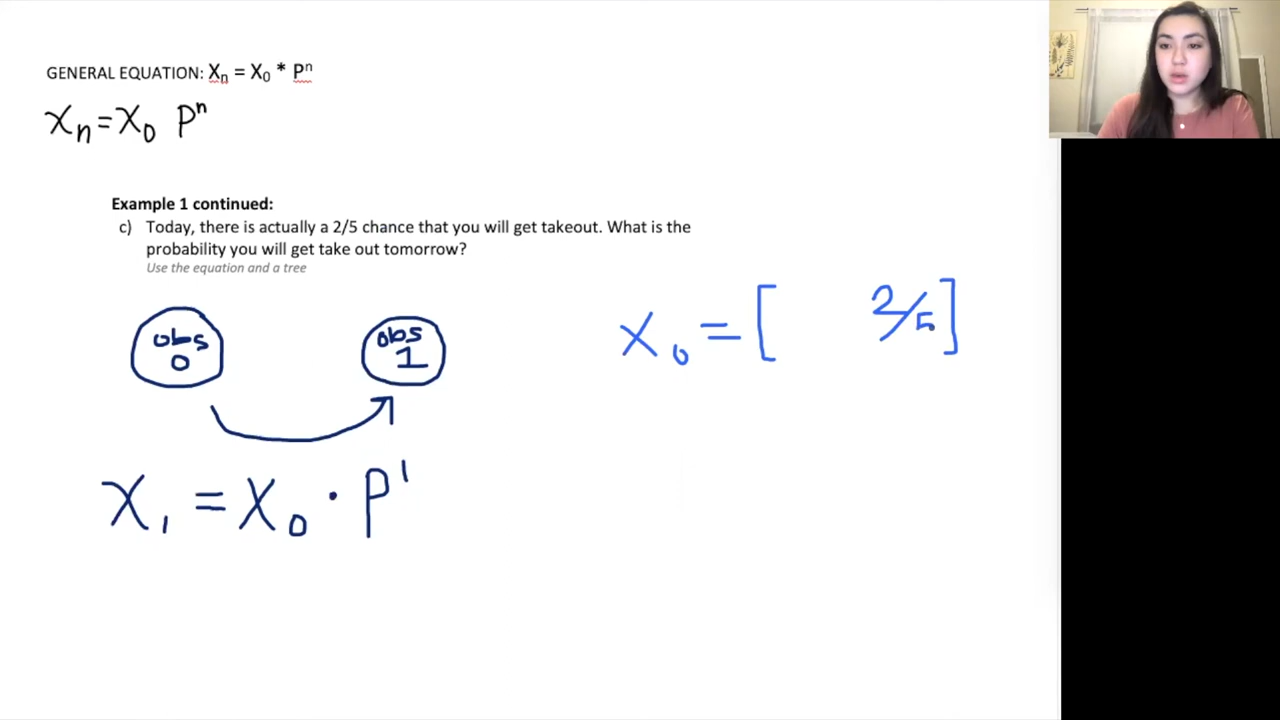 GENERAL EQUATION: Xn = X0 * Pⁿ
Xn = X0 Pⁿ
Example 1 continued:
c) Today, there is actually a 2/5 chance that you will get takeout. What is the
probability you will get take out tomorrow?
Use the equation and a tree
obs 0
obs 1
X0 = [ 2/5]
X1 = X0 · P¹